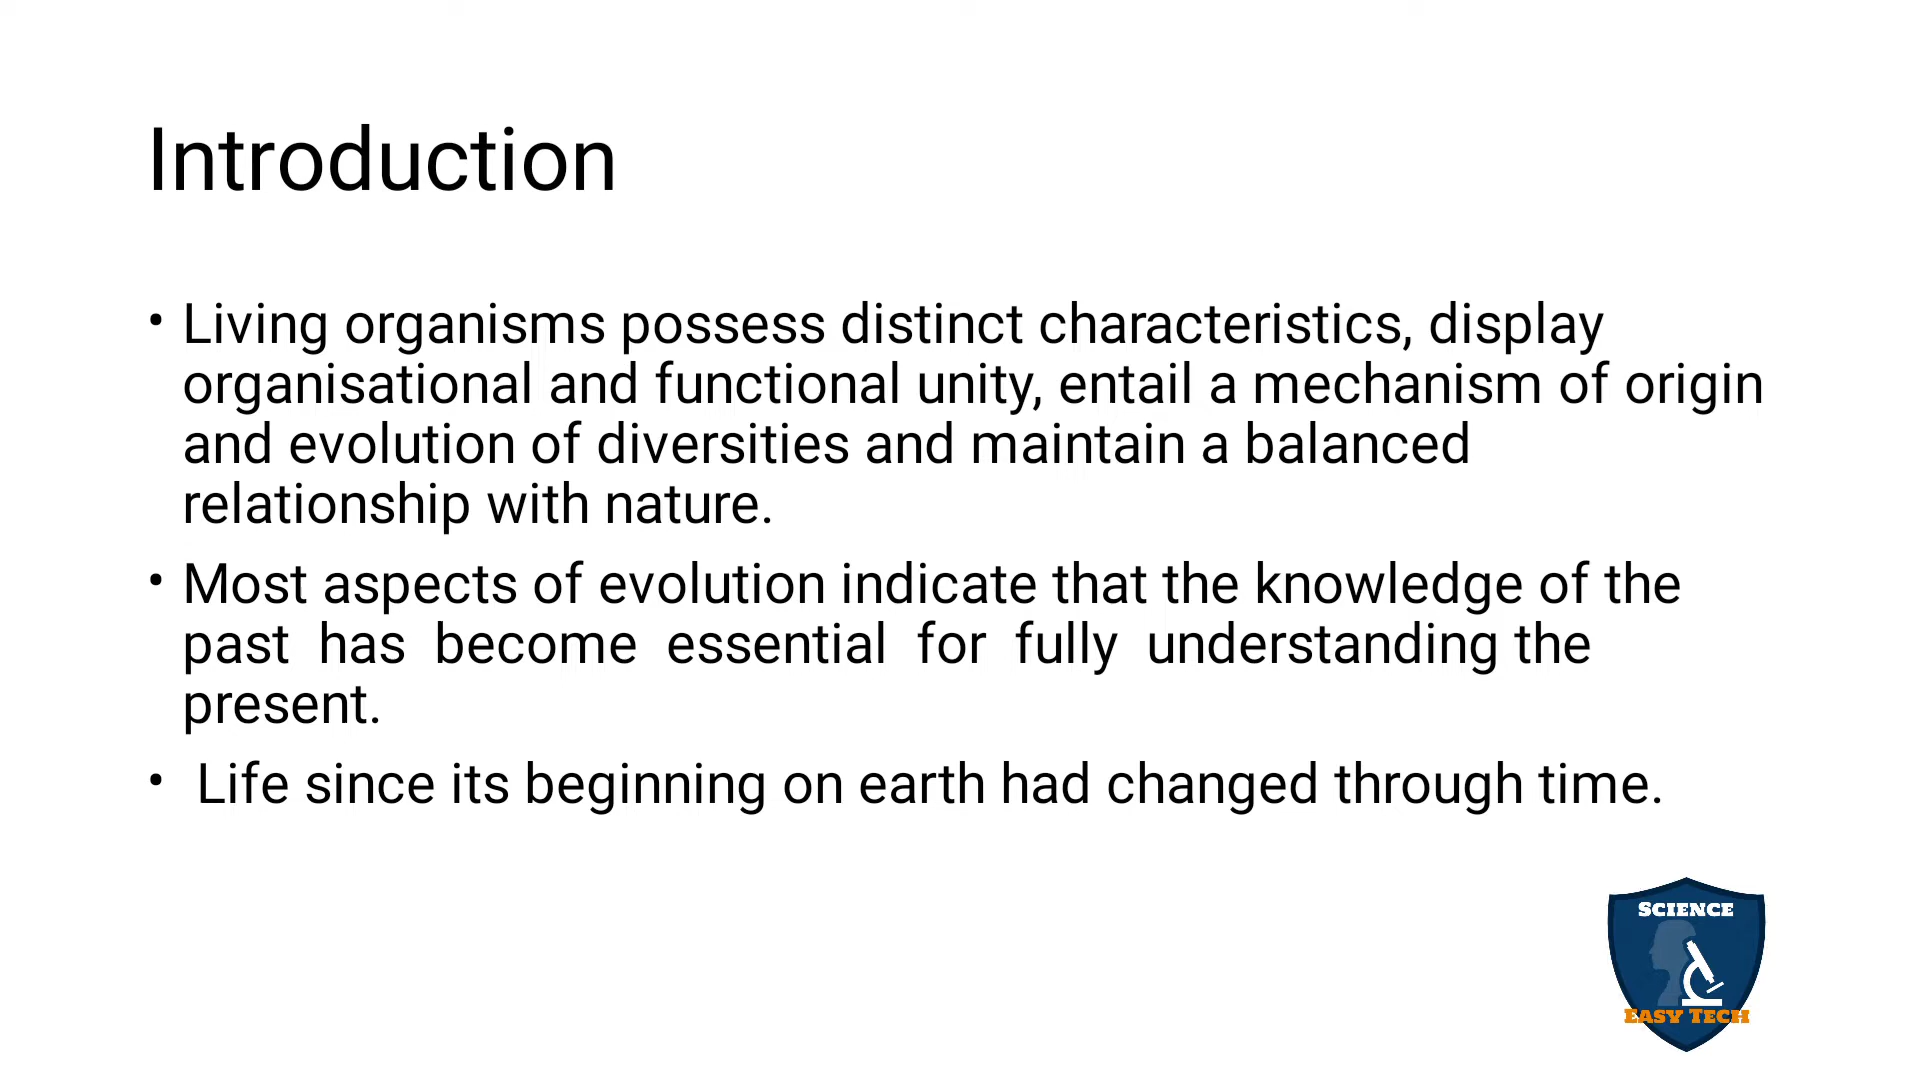 Introduction
• Living organisms possess distinct characteristics, display
organisational and functional unity, entail a mechanism of origin
and evolution of diversities and maintain a balanced
relationship with nature.
• Most aspects of evolution indicate that the knowledge of the
past has become essential for fully understanding the
present.
• Life since its beginning on earth had changed through time.
SCIENCE
EASY TECH